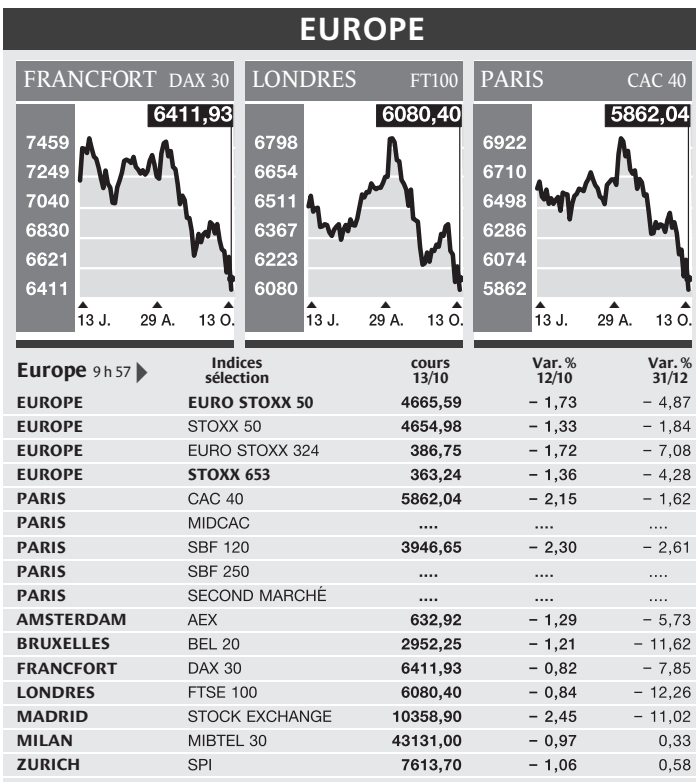 EUROPE
FRANCFORT DAX 30
6411,93
7459
7249
7040
6830
6621
6411
13 J. 29 A. 13 O.
LONDRES FT100
6080,40
6798
6654
6511
6367
6223
6080
13 J. 29 A. 13 O.
PARIS CAC 40
5862,04
6922
6710
6498
6286
6074
5862
13 J. 29 A. 13 O.
Europe 9 h 57 Indices sélection cours 13/10 Var. % 12/10 Var. % 31/12
EUROPE EURO STOXX 50 4665,59 – 1,73 – 4,87
EUROPE STOXX 50 4654,98 – 1,33 – 1,84
EUROPE EURO STOXX 324 386,75 – 1,72 – 7,08
EUROPE STOXX 653 363,24 – 1,36 – 4,28
PARIS CAC 40 5862,04 – 2,15 – 1,62
PARIS MIDCAC .... .... ....
PARIS SBF 120 3946,65 – 2,30 – 2,61
PARIS SBF 250 .... .... ....
PARIS SECOND MARCHÉ .... .... ....
AMSTERDAM AEX 632,92 – 1,29 – 5,73
BRUXELLES BEL 20 2952,25 – 1,21 – 11,62
FRANCFORT DAX 30 6411,93 – 0,82 – 7,85
LONDRES FTSE 100 6080,40 – 0,84 – 12,26
MADRID STOCK EXCHANGE 10358,90 – 2,45 – 11,02
MILAN MIBTEL 30 43131,00 – 0,97 0,33
ZURICH SPI 7613,70 – 1,06 0,58